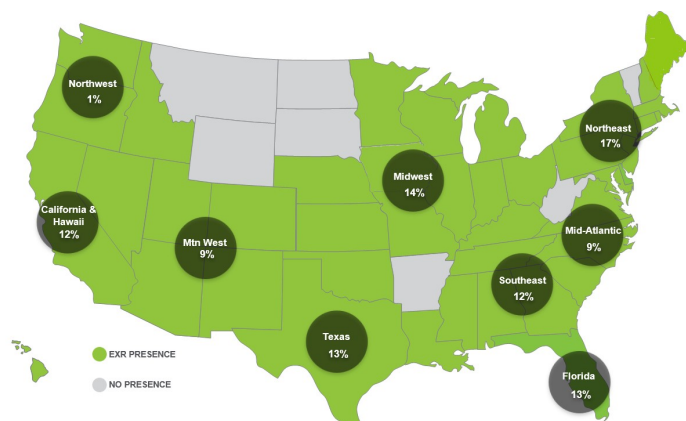 Northwest
1%
Northeast
17%
Midwest
14%
California &
Hawaii
12%
Mtn West
9%
Mid-Atlantic
9%
Southeast
12%
Texas
13%
Florida
13%
EXR PRESENCE
NO PRESENCE